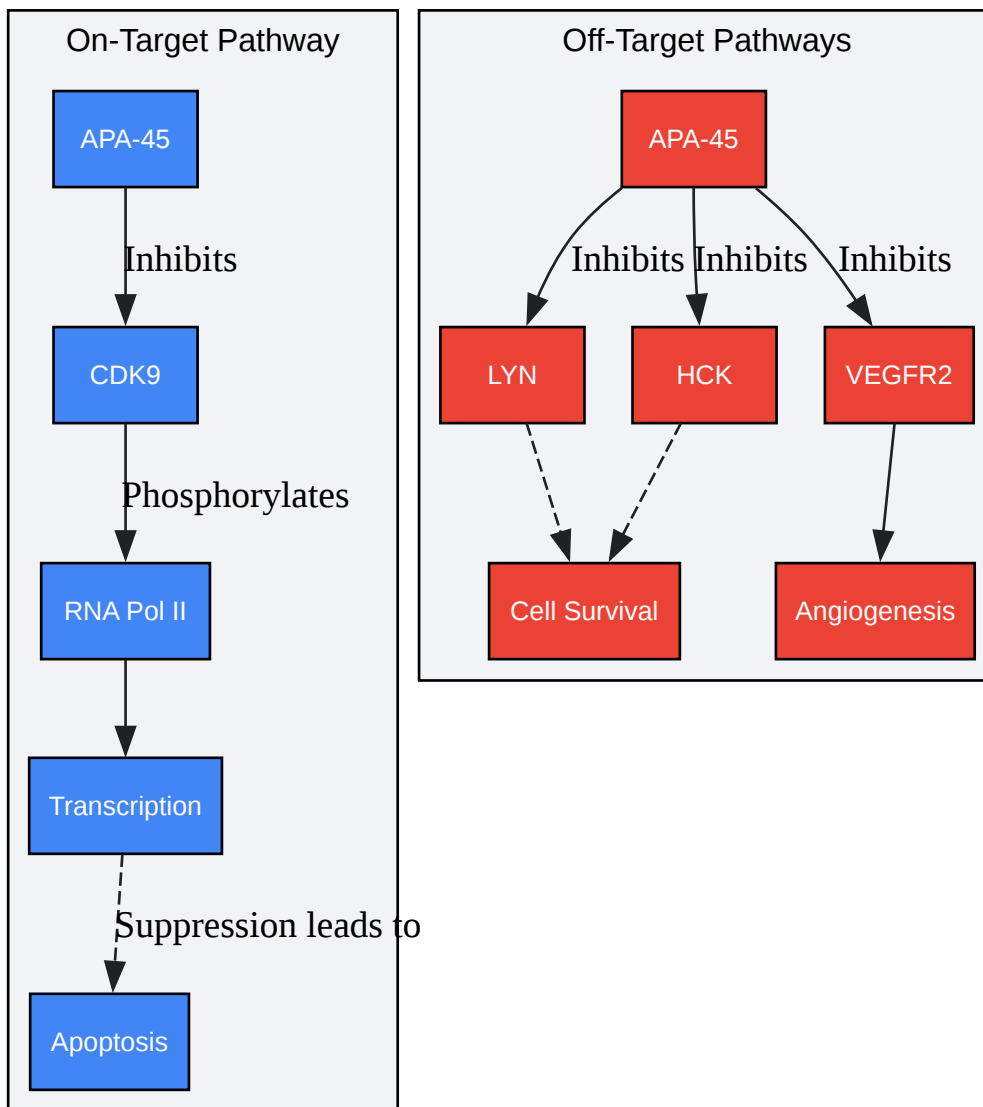 On-Target Pathway
APA-45
Inhibits
CDK9
Phosphorylates
RNA Pol II
Transcription
Suppression leads to
Apoptosis
Off-Target Pathways
APA-45
Inhibits
Inhibits
Inhibits
LYN
HCK
VEGFR2
Cell Survival
Angiogenesis